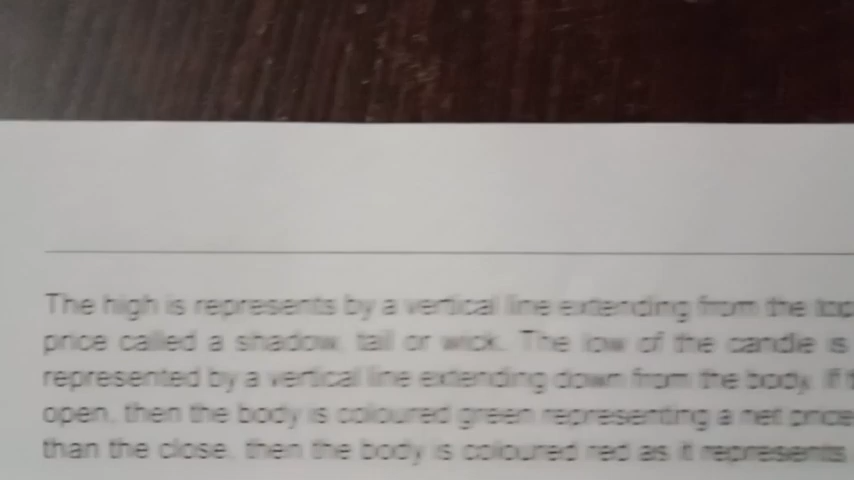 The high is represents by a vertical line extending from the top
price called a shadow, tail or wick. The low of the candle is
represented by a vertical line extending down from the body. If
open, then the body is coloured green representing a net price
than the close, then the body is coloured red as it represents